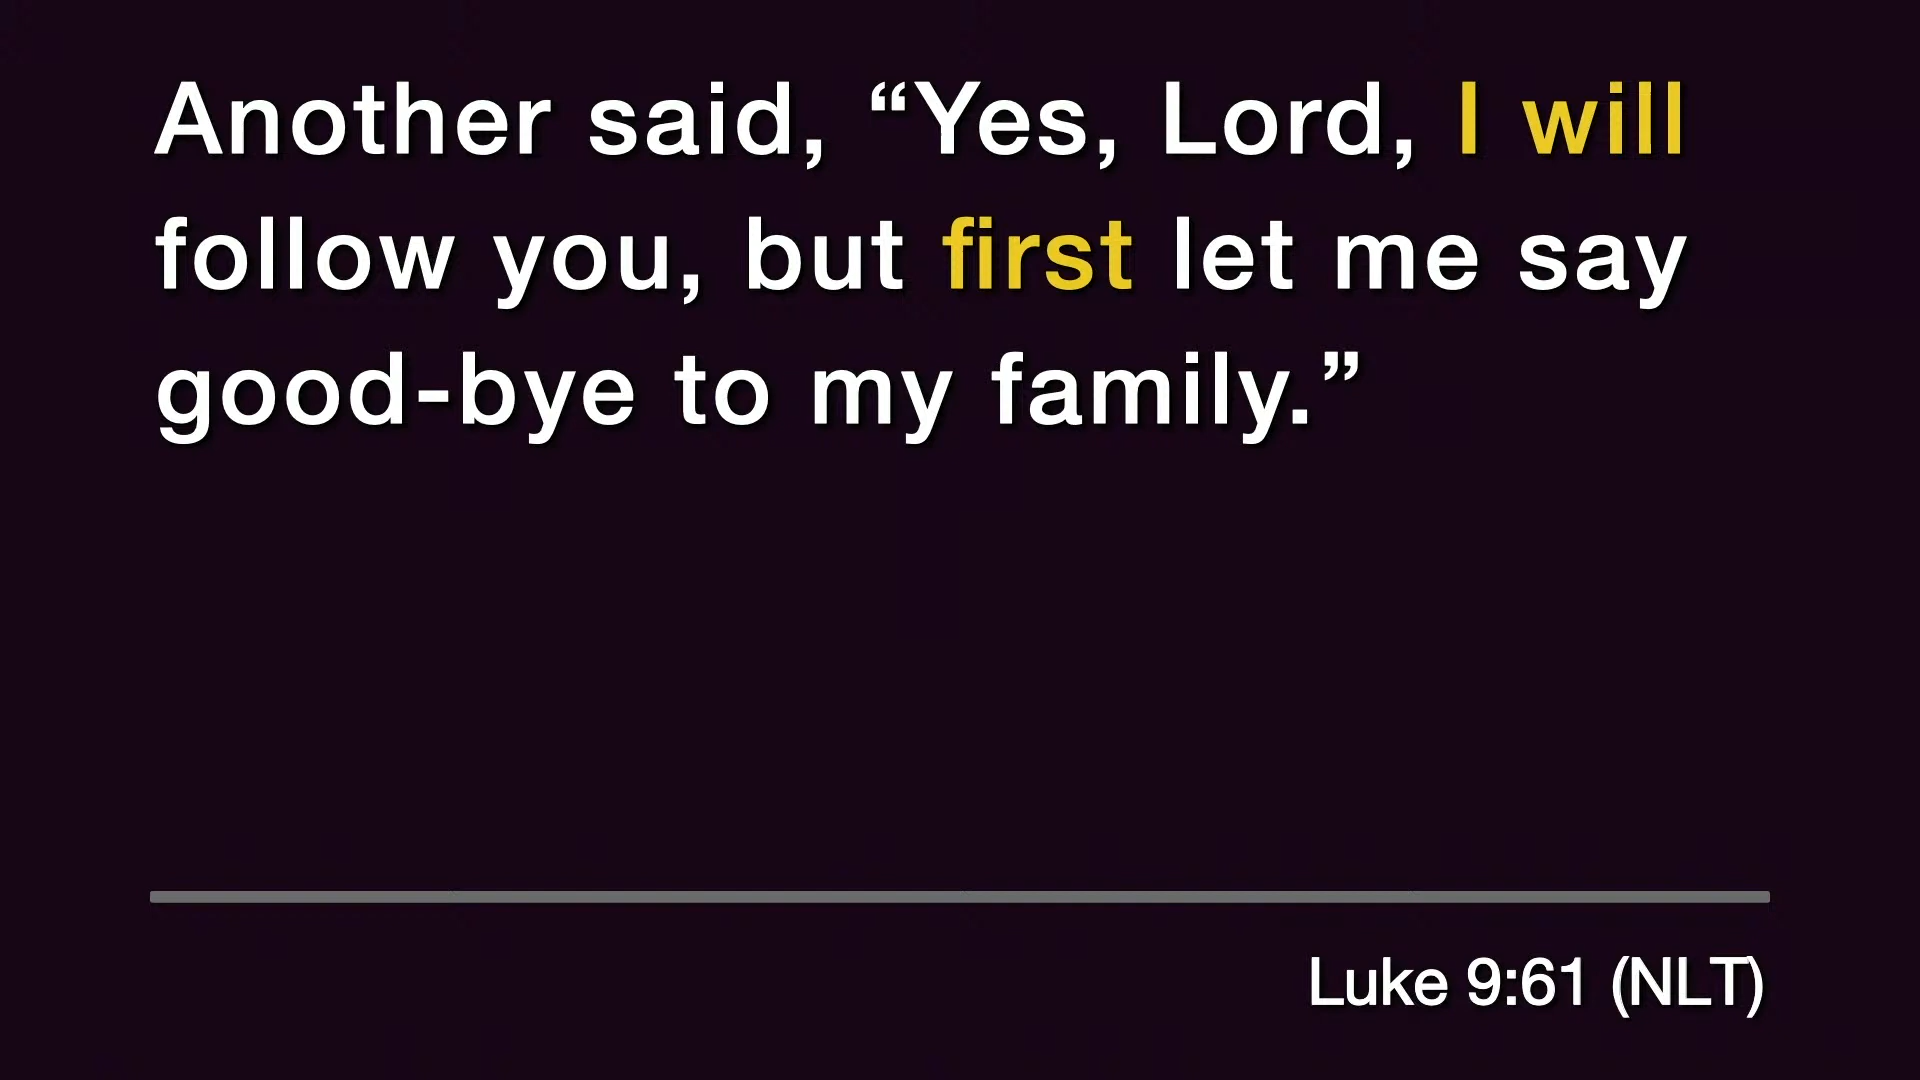 Another said, “Yes, Lord, I will
follow you, but first let me say
good-bye to my family.”
Luke 9:61 (NLT)